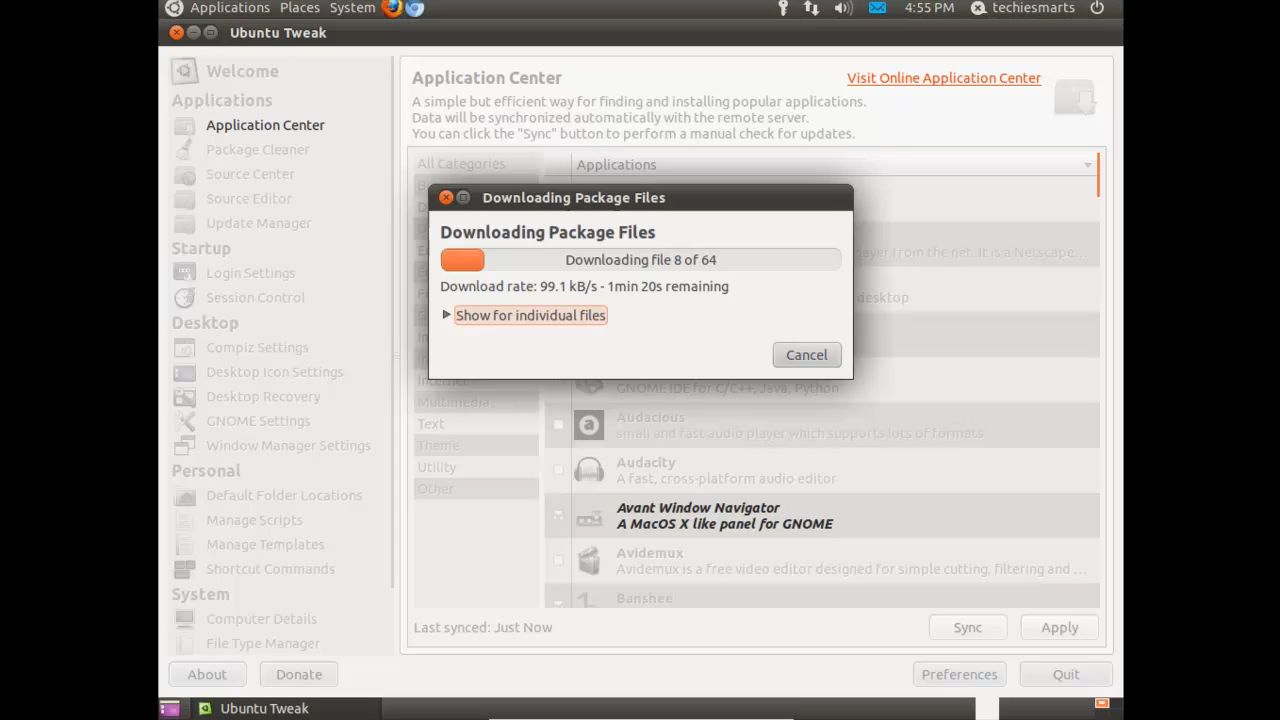 Applications Places System
4:55 PM techiesmarts
Ubuntu Tweak
Welcome
Applications
Application Center
Package Cleaner
Source Center
Source Editor
Update Manager
Startup
Login Settings
Session Control
Desktop
Compiz Settings
Desktop Icon Settings
Desktop Recovery
GNOME Settings
Window Manager Settings
Personal
Default Folder Locations
Manage Scripts
Manage Templates
Shortcut Commands
System
Computer Details
File Type Manager
About Donate
Application Center
Visit Online Application Center
A simple but efficient way for finding and installing popular applications.
Data will be synchronized automatically with the remote server.
You can click the "Sync" button to perform a manual check for updates.
All Categories
Internet
Multimedia
Text
Theme
Utility
Other
Applications
from the net..It is a Netscape...
desktop
Downloading Package Files
Downloading Package Files
Downloading file 8 of 64
Download rate: 99.1 kB/s - 1min 20s remaining
Show for individual files
Cancel
GNOME IDE for C/C++, Java, Python
Audacious
small and fast audio player which supports lots of formats
Audacity
A fast, cross-platform audio editor
Avant Window Navigator
A MacOS X like panel for GNOME
Avidemux
Avidemux is a free video editor designed for simple cutting, filtering and ...
Banshee
Last synced: Just Now
Sync Apply
Preferences Quit
Ubuntu Tweak